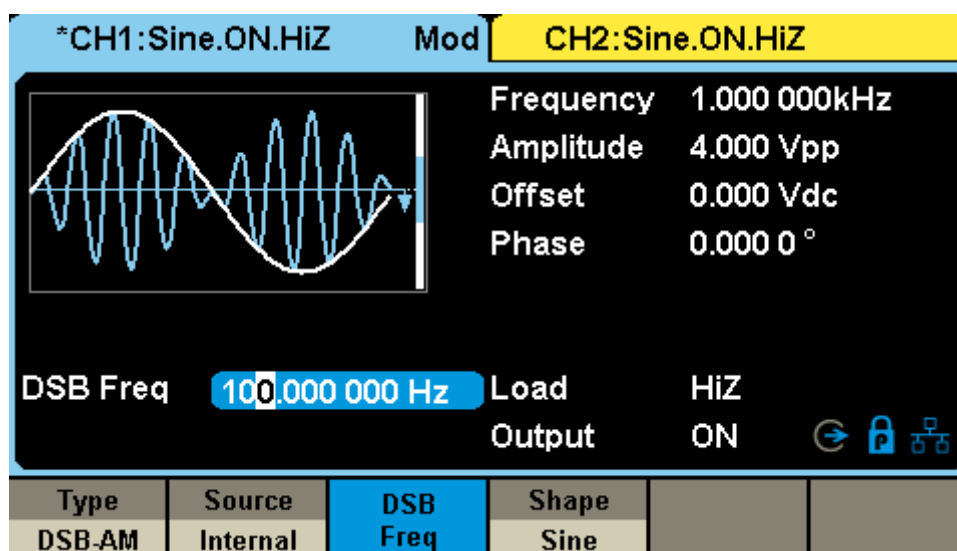 *CH1:Sine.ON.HiZ Mod CH2:Sine.ON.HiZ
Frequency 1.000 000kHz
Amplitude 4.000 Vpp
Offset 0.000 Vdc
Phase 0.000 0 °
DSB Freq 100.000 000 Hz Load HiZ
Output ON P
Type Source DSB Freq Shape
DSB-AM Internal Sine